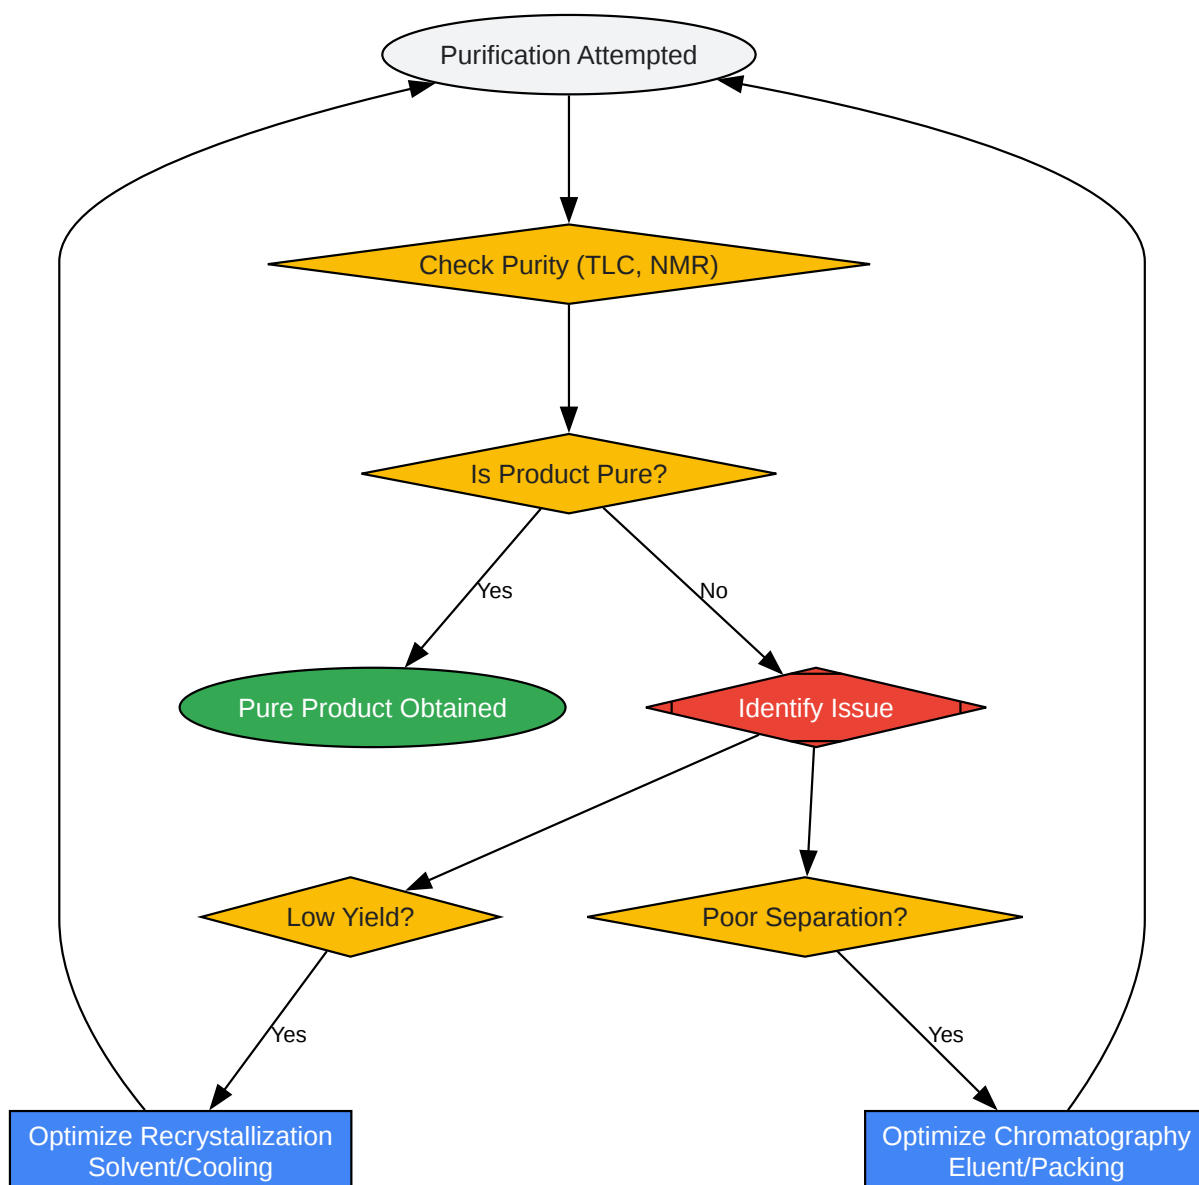 Purification Attempted
Check Purity (TLC, NMR)
Is Product Pure?
Yes
No
Pure Product Obtained
Identify Issue
Low Yield?
Poor Separation?
Yes
Yes
Optimize Recrystallization
Solvent/Cooling
Optimize Chromatography
Eluent/Packing